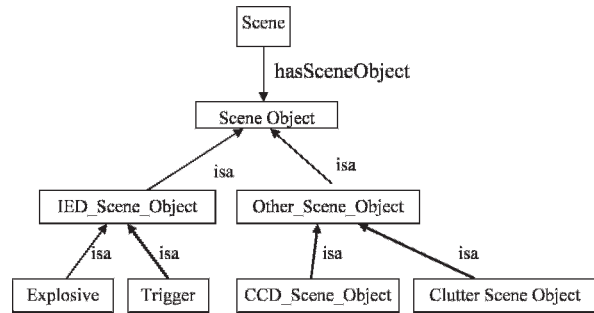 Scene
hasSceneObject
Scene Object
isa
isa
IED_Scene_Object
Other_Scene_Object
isa
isa
isa
isa
Explosive
Trigger
CCD_Scene_Object
Clutter Scene Object